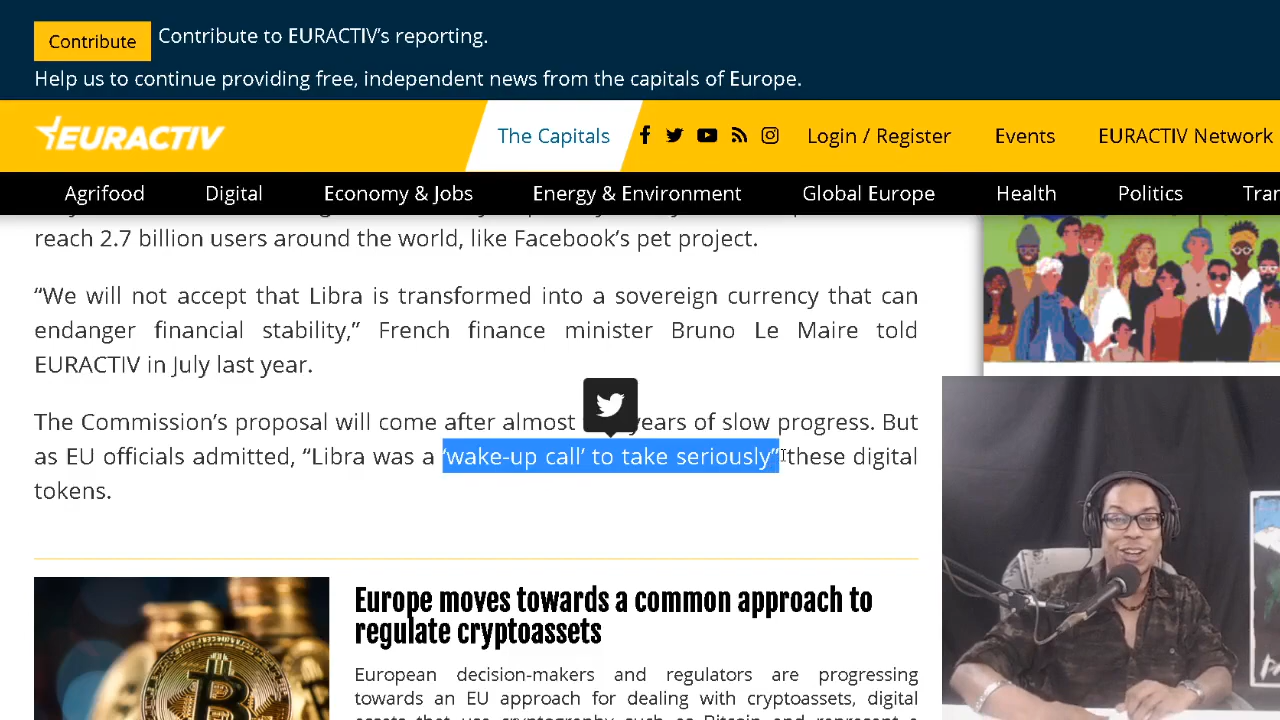 Contribute
Contribute to EURACTIV’s reporting.
Help us to continue providing free, independent news from the capitals of Europe.
EURACTIV
The Capitals
Login / Register
Events
EURACTIV Network
Agrifood
Digital
Economy & Jobs
Energy & Environment
Global Europe
Health
Politics
reach 2.7 billion users around the world, like Facebook’s pet project.
“We will not accept that Libra is transformed into a sovereign currency that can
endanger financial stability,” French finance minister Bruno Le Maire told
EURACTIV in July last year.
The Commission’s proposal will come after almost years of slow progress. But
as EU officials admitted, “Libra was a ‘wake-up call’ to take seriously” these digital
tokens.
Europe moves towards a common approach to
regulate cryptoassets
European decision-makers and regulators are progressing
towards an EU approach for dealing with cryptoassets, digital